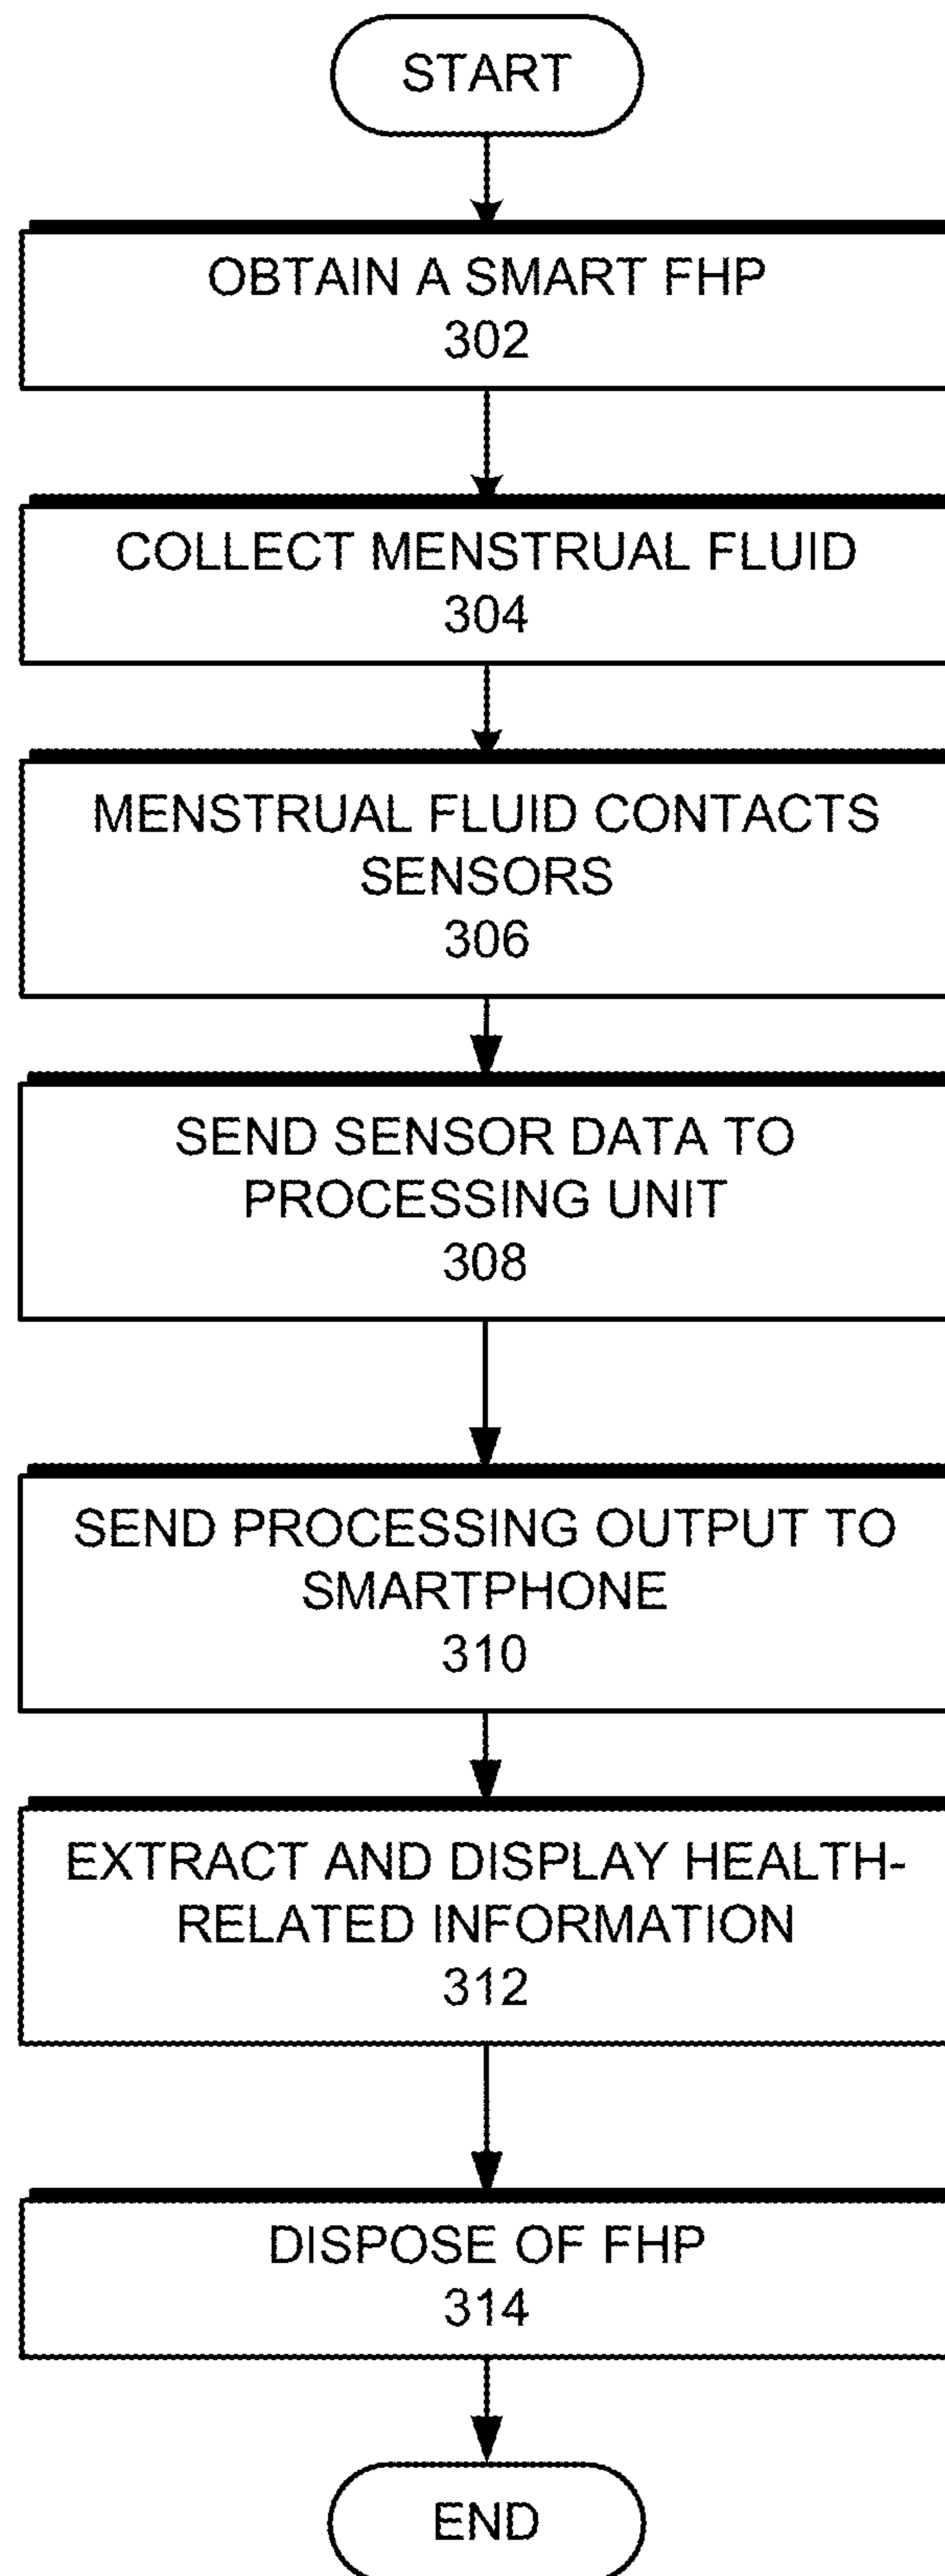 START
OBTAIN A SMART FHP
302
COLLECT MENSTRUAL FLUID
304
MENSTRUAL FLUID CONTACTS
SENSORS
306
SEND SENSOR DATA TO
PROCESSING UNIT
308
SEND PROCESSING OUTPUT TO
SMARTPHONE
310
EXTRACT AND DISPLAY HEALTH-
RELATED INFORMATION
312
DISPOSE OF FHP
314
END